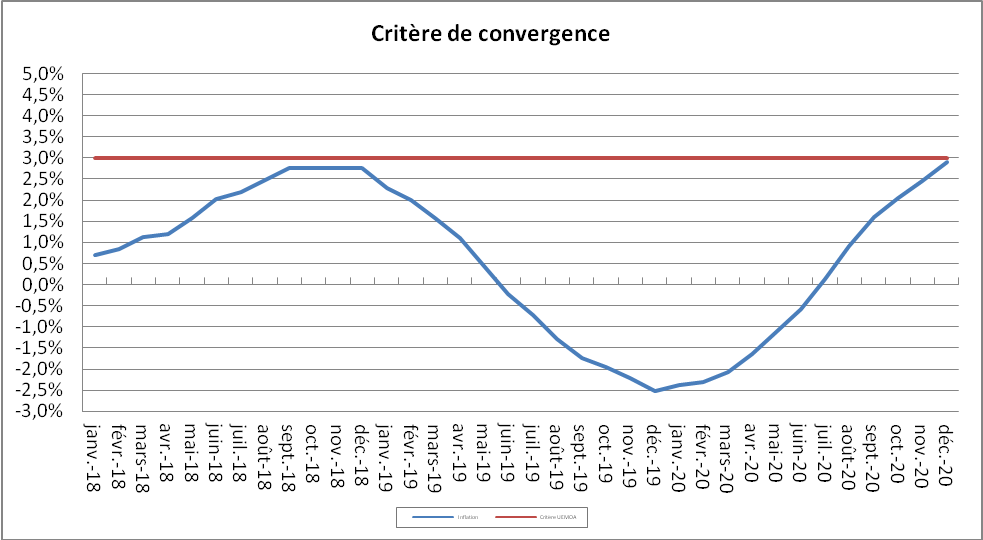 Critère de convergence
5,0%
4,5%
4,0%
3,5%
3,0%
2,5%
2,0%
1,5%
1,0%
0,5%
0,0%
-0,5%
-1,0%
-1,5%
-2,0%
-2,5%
-3,0%
janv.-18
févr.-18
mars-18
avr.-18
mai-18
juin-18
juil.-18
août-18
sept.-18
oct.-18
nov.-18
déc.-18
janv.-19
févr.-19
mars-19
avr.-19
mai-19
juin-19
juil.-19
août-19
sept.-19
oct.-19
nov.-19
déc.-19
janv.-20
févr.-20
mars-20
avr.-20
mai-20
juin-20
juil.-20
août-20
sept.-20
oct.-20
nov.-20
déc.-20
Inflation
Critère UEMOA